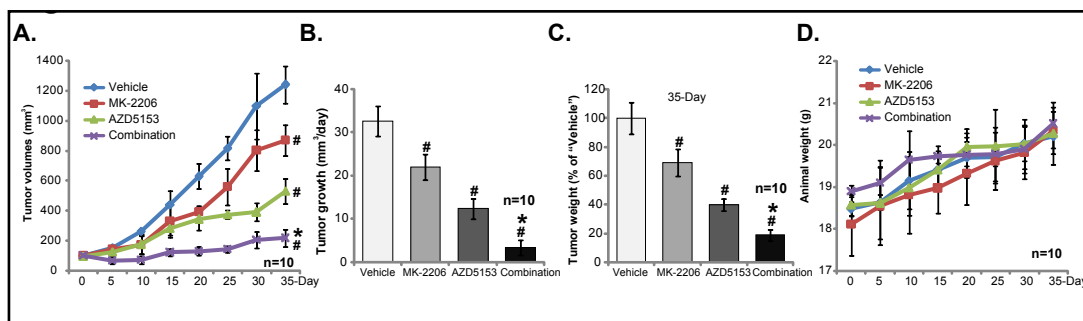 A.
Tumor volumes (mm³)
1400
1200
1000
800
600
400
200
0
Vehicle
MK-2206
AZD5153
Combination
#
#
*
#
n=10
0 5 10 15 20 25 30 35-Day
B.
Tumor growth (mm³/day)
40
30
20
10
0
#
#
n=10
*
#
Vehicle MK-2206 AZD5153 Combination
C.
Tumor weight (% of “Vehicle”)
120
100
80
60
40
20
0
35-Day
#
#
n=10
*
#
Vehicle MK-2206 AZD5153 Combination
D.
Animal weight (g)
22
21
20
19
18
17
Vehicle
MK-2206
AZD5153
Combination
n=10
0 5 10 15 20 25 30 35-Day